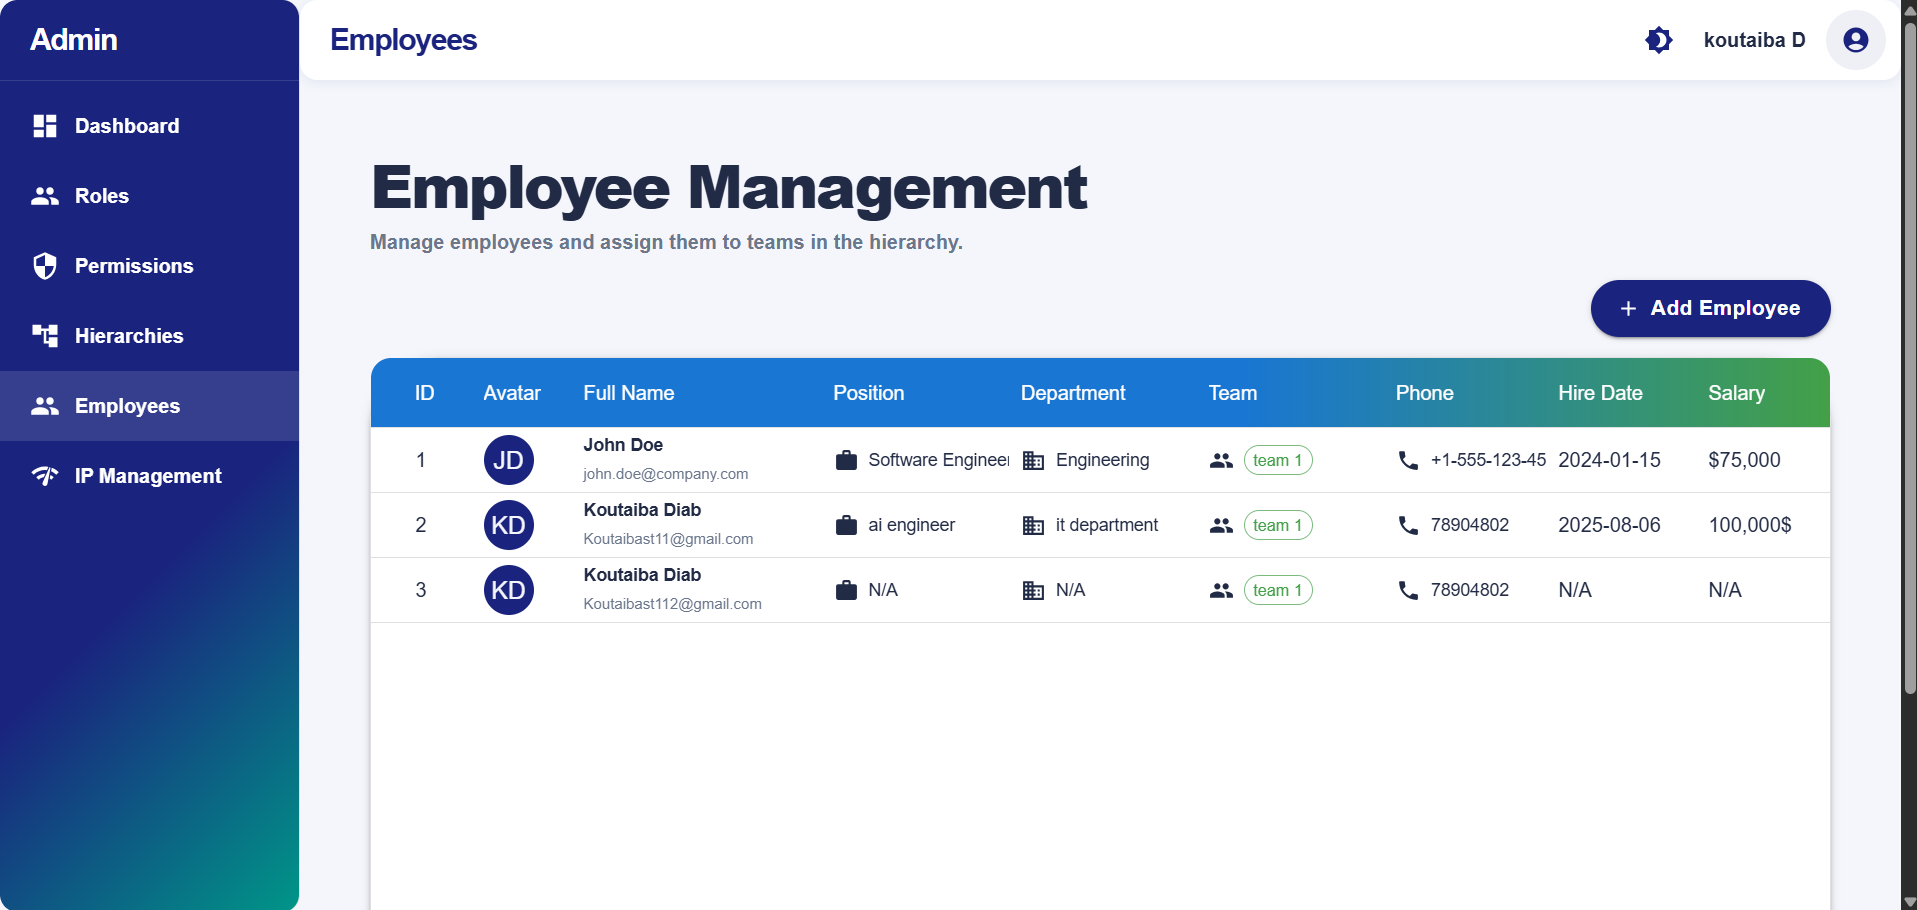 Admin
Employees
koutaiba D
Dashboard
Roles
Permissions
Hierarchies
Employees
IP Management
Employee Management
Manage employees and assign them to teams in the hierarchy.
+ Add Employee
ID Avatar Full Name Position Department Team Phone Hire Date Salary
1 JD John Doe Software Engineer Engineering team 1 +1-555-123-45 2024-01-15 $75,000
john.doe@company.com
2 KD Koutaiba Diab ai engineer it department team 1 78904802 2025-08-06 100,000$
Koutaibast11@gmail.com
3 KD Koutaiba Diab N/A N/A team 1 78904802 N/A N/A
Koutaibast112@gmail.com